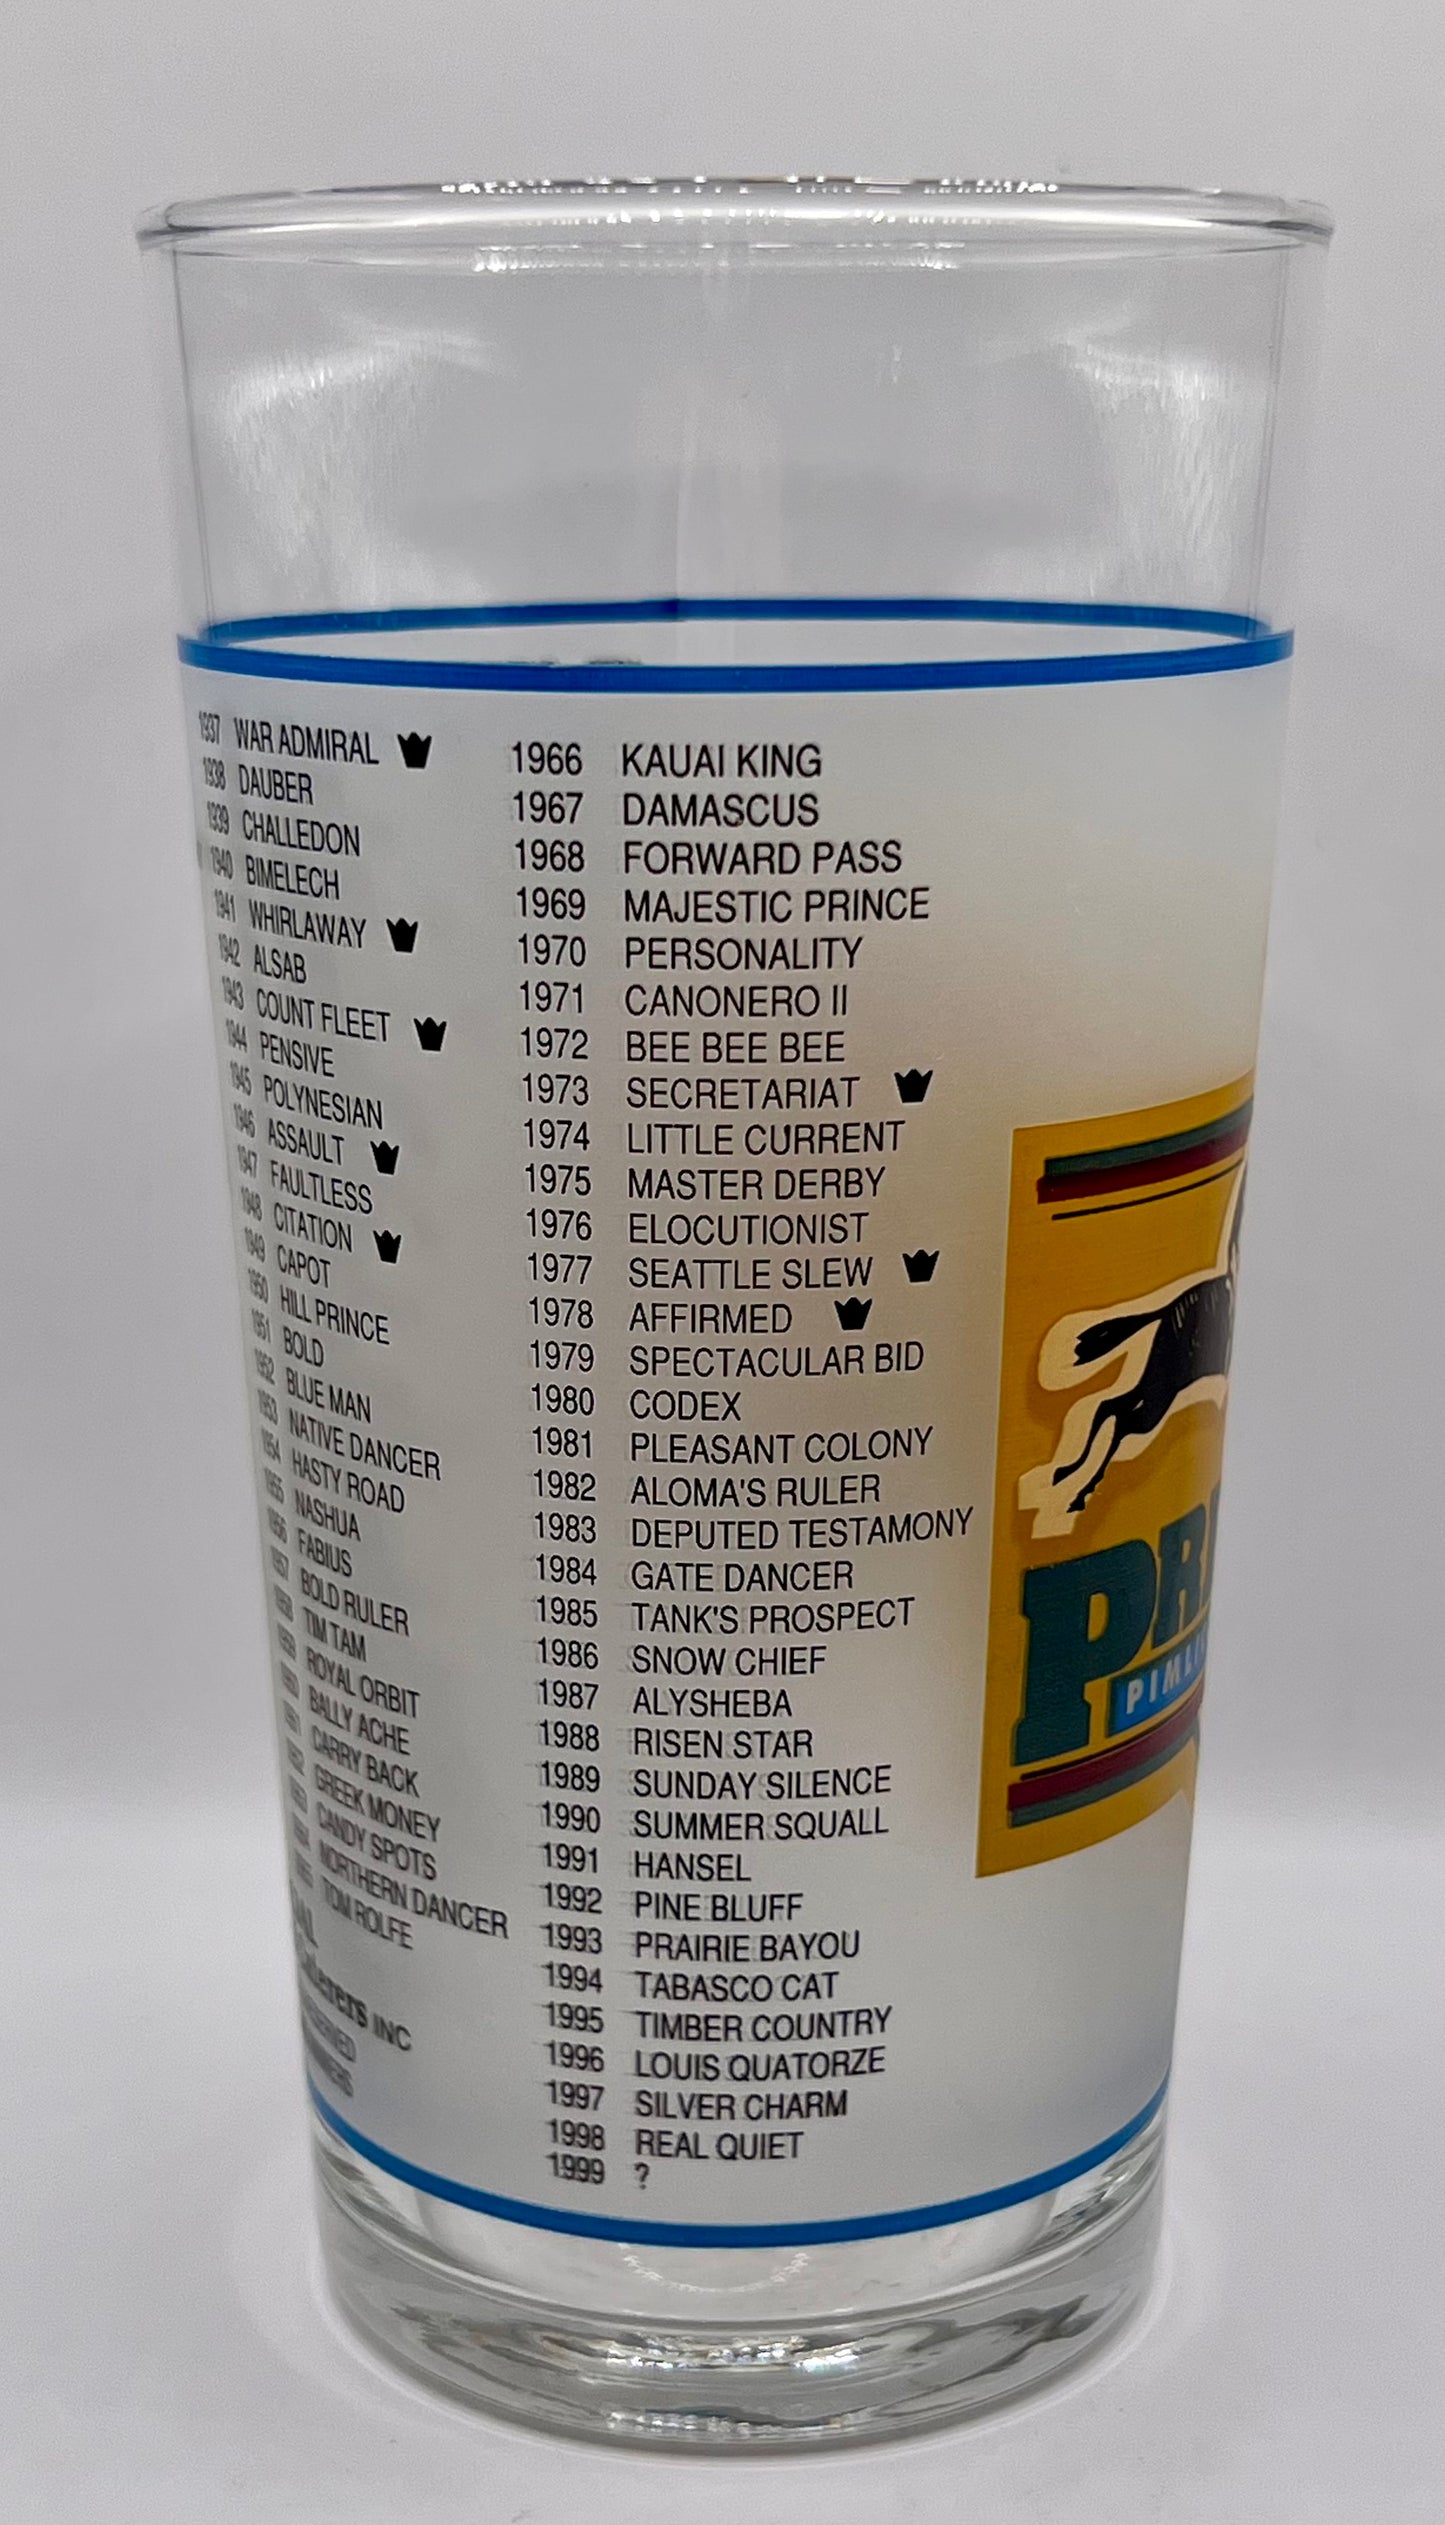 1937 WAR ADMIRAL
1938 DAUBER
1939 CHALLEDON
1940 BIMELECH
1941 WHIRLAWAY
1942 ALSAB
1943 COUNT FLEET
1944 PENSIVE
1945 POLYNESIAN
1946 ASSAULT
1947 FAULTLESS
1948 CITATION
1949 CAPOT
1950 HILL PRINCE
1951 BOLD
1952 BLUE MAN
1953 NATIVE DANCER
1954 HASTY ROAD
1955 NASHUA
1956 FABIUS
1957 BOLD RULER
1958 TIM TAM
1959 ROYAL ORBIT
1960 BALLY ACHE
1961 CARRY BACK
1962 GREEK MONEY
1963 CANDY SPOTS
1964 NORTHERN DANCER
1965 TOM ROLFE
INC
1966 KAUAI KING
1967 DAMASCUS
1968 FORWARD PASS
1969 MAJESTIC PRINCE
1970 PERSONALITY
1971 CANONERO II
1972 BEE BEE BEE
1973 SECRETARIAT
1974 LITTLE CURRENT
1975 MASTER DERBY
1976 ELOCUTIONIST
1977 SEATTLE SLEW
1978 AFFIRMED
1979 SPECTACULAR BID
1980 CODEX
1981 PLEASANT COLONY
1982 ALOMA'S RULER
1983 DEPUTED TESTAMONY
1984 GATE DANCER
1985 TANK'S PROSPECT
1986 SNOW CHIEF
1987 ALYSHEBA
1988 RISEN STAR
1989 SUNDAY SILENCE
1990 SUMMER SQUALL
1991 HANSEL
1992 PINE BLUFF
1993 PRAIRIE BAYOU
1994 TABASCO CAT
1995 TIMBER COUNTRY
1996 LOUIS QUATORZE
1997 SILVER CHARM
1998 REAL QUIET
1999 ?
PR
PIMLI